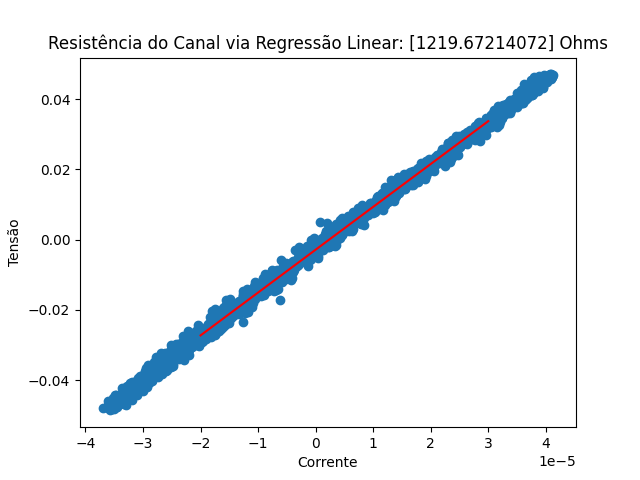 Resistência do Canal via Regressão Linear: [1219.67214072] Ohms
Tensão
0.04
0.02
0.00
−0.02
−0.04
−4 −3 −2 −1 0 1 2 3 4
1e−5
Corrente